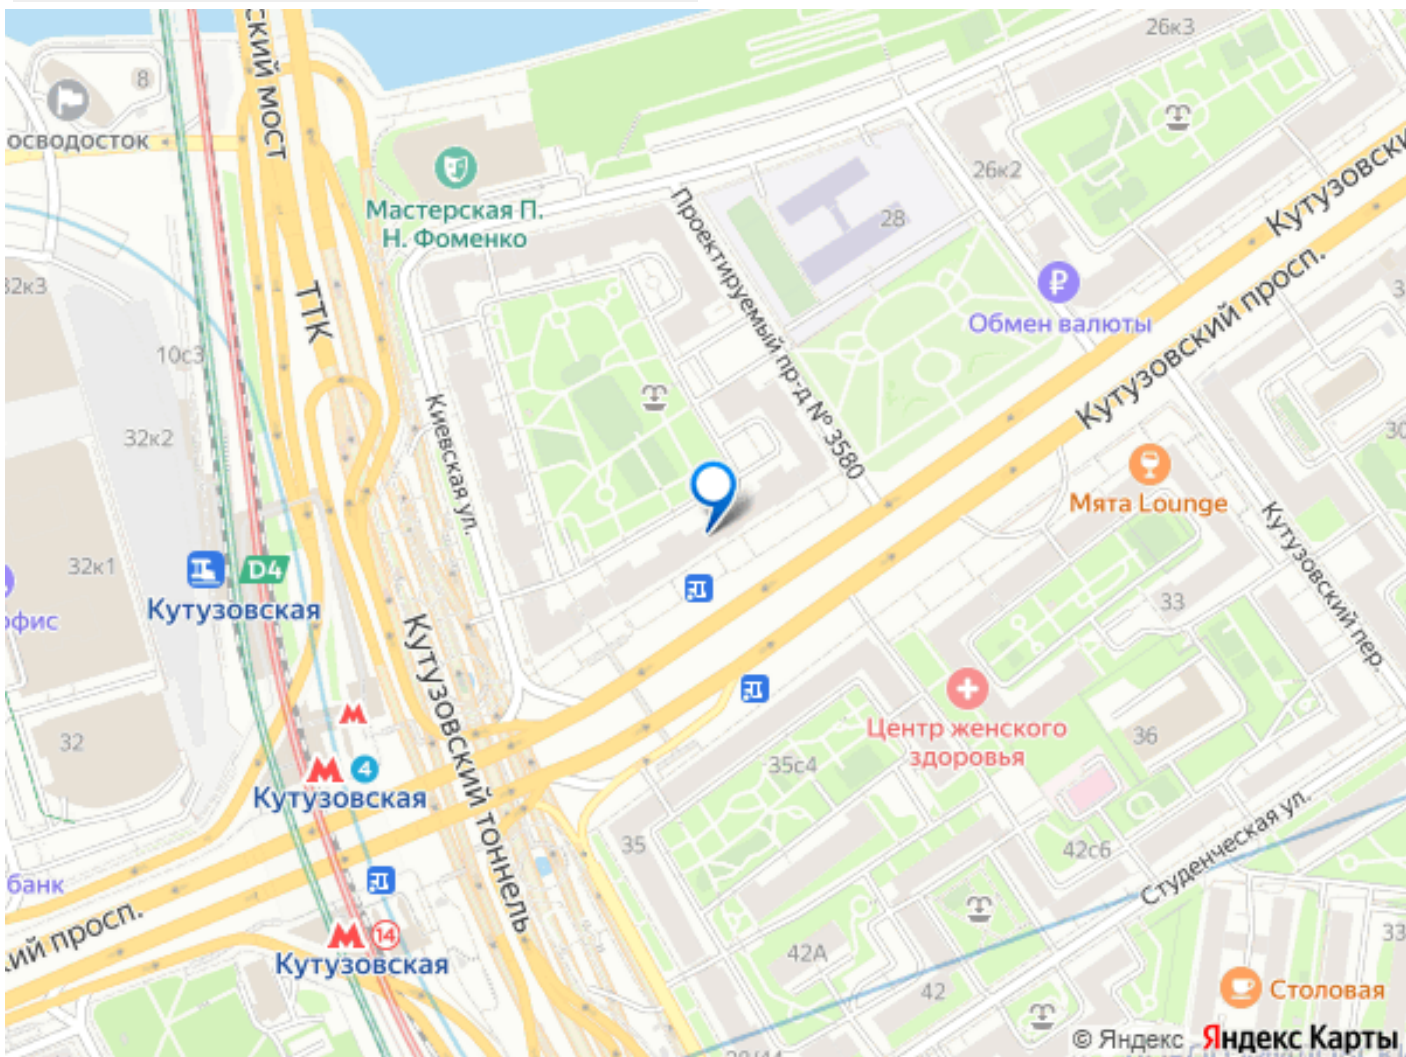 26к3
ский мост
8
осводосток
Мастерская П.
Н. Фоменко
26к2
28
Проектируемый пр-д № 3580
Кутузовски
Кутузовский просп.
Обмен валюты
32к3
ТТК
10с3
32к2
Киевская ул.
30
Мята Lounge
Кутузовский пер.
32к1
D4
Кутузовская
офис
33
Кутузовский тоннель
Центр женского
здоровья
36
32
35с4
4
Кутузовская
35
42с6
Студенческая ул.
банк
кий просп.
14
Кутузовская
42А
42
33
Столовая
© Яндекс Яндекс Карты